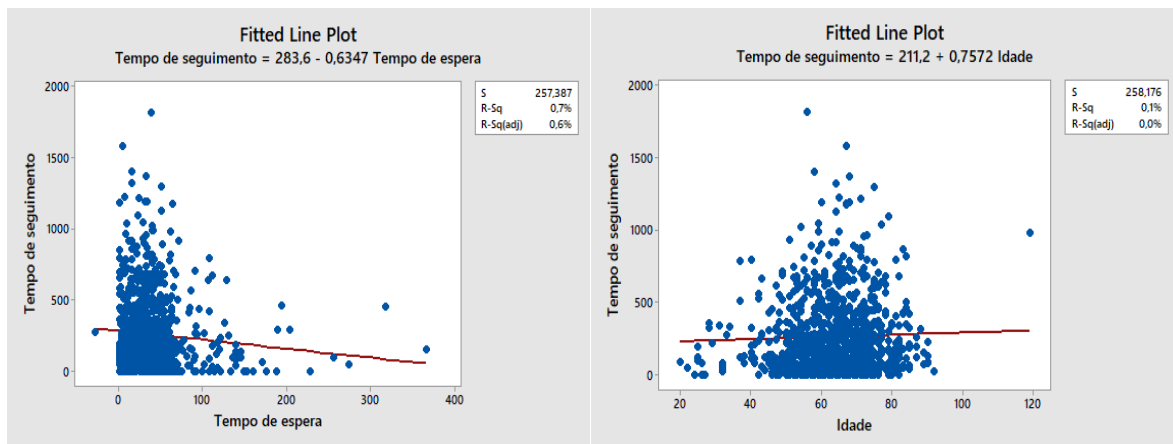 Fitted Line Plot
Tempo de seguimento = 283,6 - 0,6347 Tempo de espera
S 257,387
R-Sq 0,7%
R-Sq(adj) 0,6%
Tempo de seguimento
2000
1500
1000
500
0
0 100 200 300 400
Tempo de espera
Fitted Line Plot
Tempo de seguimento = 211,2 + 0,7572 Idade
S 258,176
R-Sq 0,1%
R-Sq(adj) 0,0%
Tempo de seguimento
2000
1500
1000
500
0
20 40 60 80 100 120
Idade